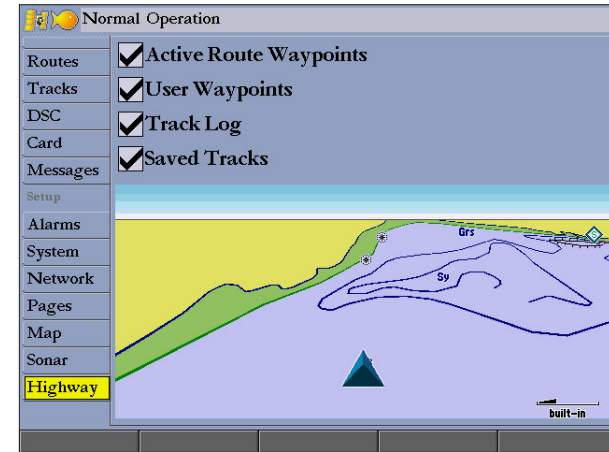 Normal Operation
Routes
Tracks
DSC
Card
Messages
Setup
Alarms
System
Network
Pages
Map
Sonar
Highway
Active Route Waypoints
User Waypoints
Track Log
Saved Tracks
Grs
S
Sy
built-in